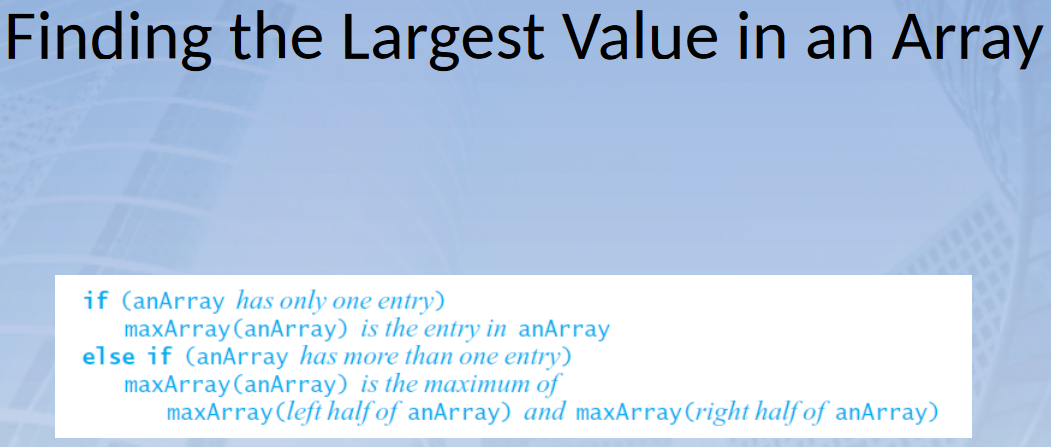 Finding the Largest Value in an Array
if (anArray has only one entry)
maxArray(anArray) is the entry in anArray
else if (anArray has more than one entry)
maxArray(anArray) is the maximum of
maxArray(left half of anArray) and maxArray(right half of anArray)